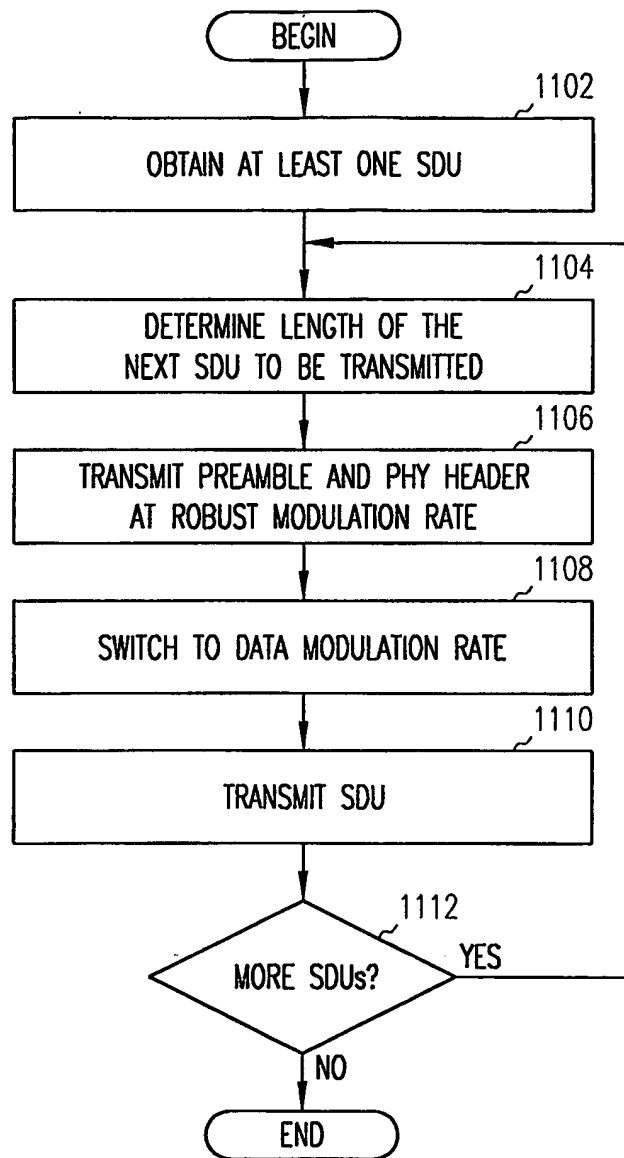 BEGIN
1102
OBTAIN AT LEAST ONE SDU
1104
DETERMINE LENGTH OF THE
NEXT SDU TO BE TRANSMITTED
1106
TRANSMIT PREAMBLE AND PHY HEADER
AT ROBUST MODULATION RATE
1108
SWITCH TO DATA MODULATION RATE
1110
TRANSMIT SDU
1112
MORE SDUs?
YES
NO
END